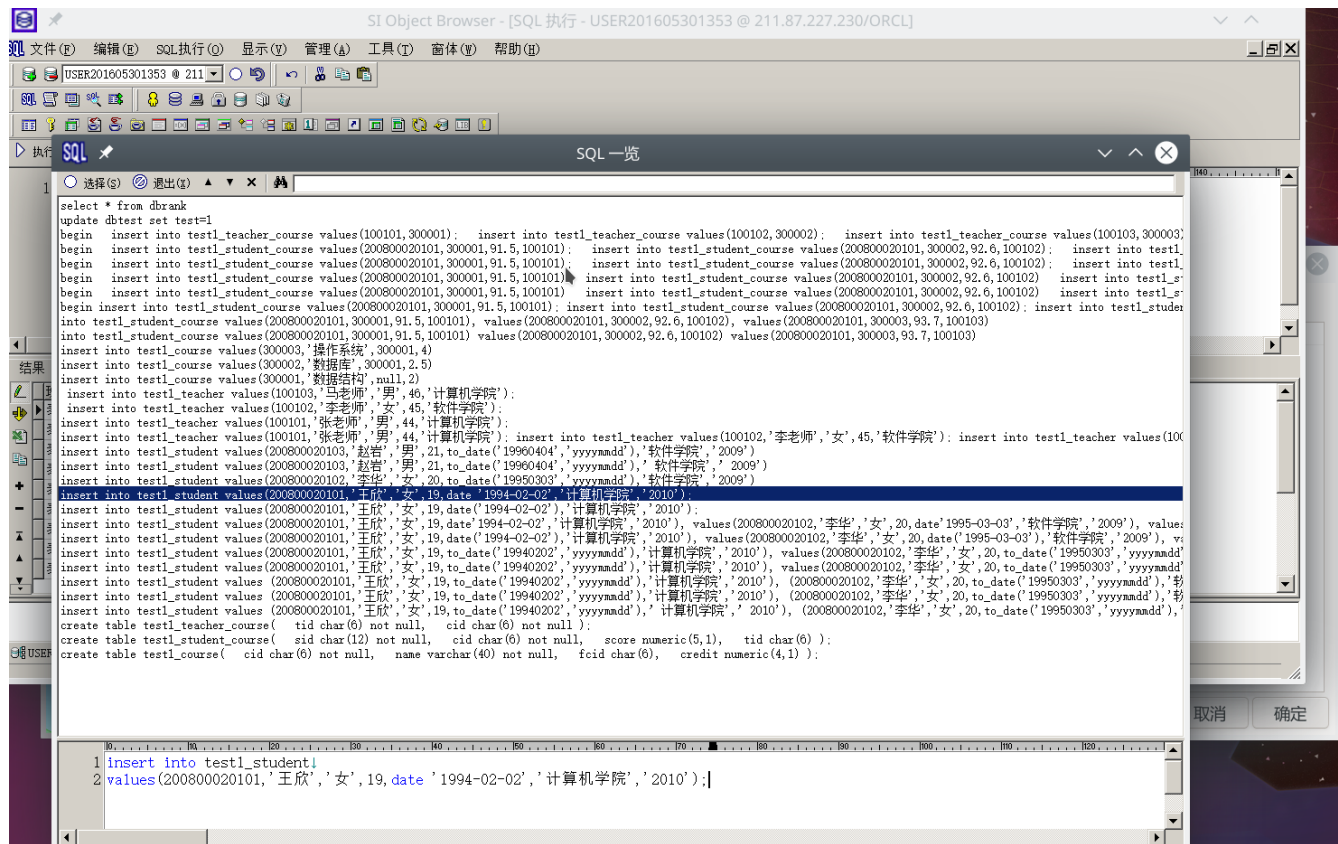 SI Object Browser - [SQL 执行 - USER201605301353 @ 211.87.227.230/ORCL]
文件(F) 编辑(E) SQL执行(O) 显示(V) 管理(A) 工具(T) 窗体(W) 帮助(H)
USER201605301353 @ 211
SQL
执行
SQL 一览
选择(S) 退出(X)
1
select * from dbrank
update dbtest set test=1
begin insert into test1_teacher_course values(100101,300001); insert into test1_teacher_course values(100102,300002); insert into test1_teacher_course values(100103,300003)
begin insert into test1_student_course values(200800020101,300001,91.5,100101); insert into test1_student_course values(200800020101,300002,92.6,100102); insert into test1_
begin insert into test1_student_course values(200800020101,300001,91.5,100101); insert into test1_student_course values(200800020101,300002,92.6,100102); insert into test1_
begin insert into test1_student_course values(200800020101,300001,91.5,100101) insert into test1_student_course values(200800020101,300002,92.6,100102) insert into test1_s
begin insert into test1_student_course values(200800020101,300001,91.5,100101) insert into test1_student_course values(200800020101,300002,92.6,100102) insert into test1_s
begin insert into test1_student_course values(200800020101,300001,91.5,100101); insert into test1_student_course values(200800020101,300002,92.6,100102); insert into test1_studen
into test1_student_course values(200800020101,300001,91.5,100101), values(200800020101,300002,92.6,100102), values(200800020101,300003,93.7,100103)
into test1_student_course values(200800020101,300001,91.5,100101) values(200800020101,300002,92.6,100102) values(200800020101,300003,93.7,100103)
insert into test1_course values(300003,'操作系统',300001,4)
insert into test1_course values(300002,'数据库',300001,2.5)
insert into test1_course values(300001,'数据结构',null,2)
insert into test1_teacher values(100103,'马老师','男',46,'计算机学院');
insert into test1_teacher values(100102,'李老师','女',45,'软件学院');
insert into test1_teacher values(100101,'张老师','男',44,'计算机学院');
insert into test1_teacher values(100101,'张老师','男',44,'计算机学院'); insert into test1_teacher values(100102,'李老师','女',45,'软件学院'); insert into test1_teacher values(100
insert into test1_student values(200800020103,'赵岩','男',21,to_date('19960404','yyyymmdd'),'软件学院','2009')
insert into test1_student values(200800020103,'赵岩','男',21,to_date('19960404','yyyymmdd'),' 软件学院',' 2009')
insert into test1_student values(200800020102,'李华','女',20,to_date('19950303','yyyymmdd'),'软件学院','2009')
insert into test1_student values(200800020101,'王欣','女',19,date '1994-02-02','计算机学院','2010');
insert into test1_student values(200800020101,'王欣','女',19,date('1994-02-02'),'计算机学院','2010');
insert into test1_student values(200800020101,'王欣','女',19,date'1994-02-02','计算机学院','2010'), values(200800020102,'李华','女',20,date'1995-03-03','软件学院','2009'), value
insert into test1_student values(200800020101,'王欣','女',19,date('1994-02-02'),'计算机学院','2010'), values(200800020102,'李华','女',20,date('1995-03-03'),'软件学院','2009'), v
insert into test1_student values(200800020101,'王欣','女',19,to_date('19940202','yyyymmdd'),'计算机学院','2010'), values(200800020102,'李华','女',20,to_date('19950303','yyyymmdd'
insert into test1_student values(200800020101,'王欣','女',19,to_date('19940202','yyyymmdd'),'计算机学院','2010'), values(200800020102,'李华','女',20,to_date('19950303','yyyymmdd'
insert into test1_student values (200800020101,'王欣','女',19,to_date('19940202','yyyymmdd'),'计算机学院','2010'), (200800020102,'李华','女',20,to_date('19950303','yyyymmdd'),'软
insert into test1_student values (200800020101,'王欣','女',19,to_date('19940202','yyyymmdd'),'计算机学院','2010'), (200800020102,'李华','女',20,to_date('19950303','yyyymmdd'),'软
insert into test1_student values (200800020101,'王欣','女',19,to_date('19940202','yyyymmdd'),' 计算机学院',' 2010'), (200800020102,'李华','女',20,to_date('19950303','yyyymmdd'),'
create table test1_teacher_course( tid char(6) not null, cid char(6) not null );
create table test1_student_course( sid char(12) not null, cid char(6) not null, score numeric(5,1), tid char(6) );
create table test1_course( cid char(6) not null, name varchar(40) not null, fcid char(6), credit numeric(4,1) );
结果
USER
取消 确定
0 10 20 30 40 50 60 70 80 90 100 110 120
1 insert into test1_student↓
2 values(200800020101,'王欣','女',19,date '1994-02-02','计算机学院','2010');